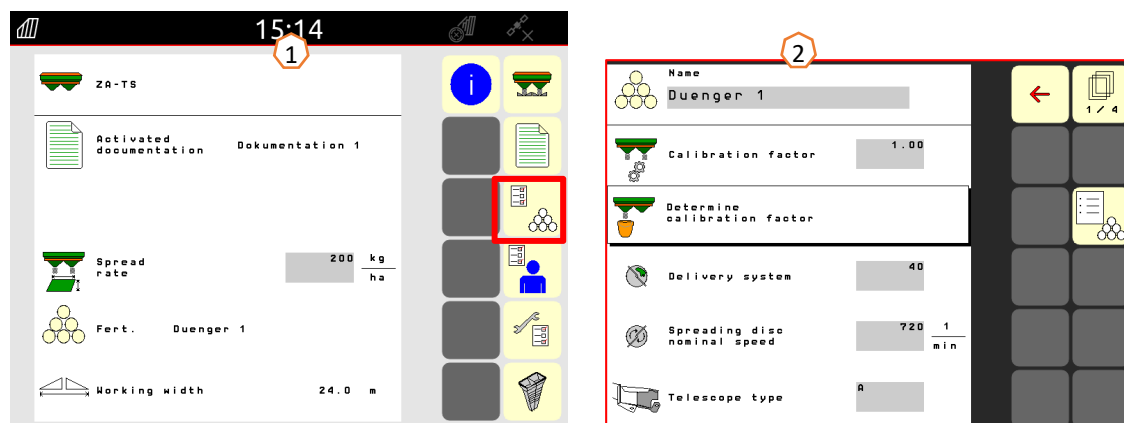 15:14
1
ZA-TS
i
Activated
documentation Dokumentation 1
Spread
rate
200 kg
ha
Fert. Duenger 1
Working width 24.0 m
2
Name
Duenger 1
1/4
Calibration factor 1.00
Determine
calibration factor
Delivery system 40
Spreading disc
nominal speed
720 1
min
Telescope type A